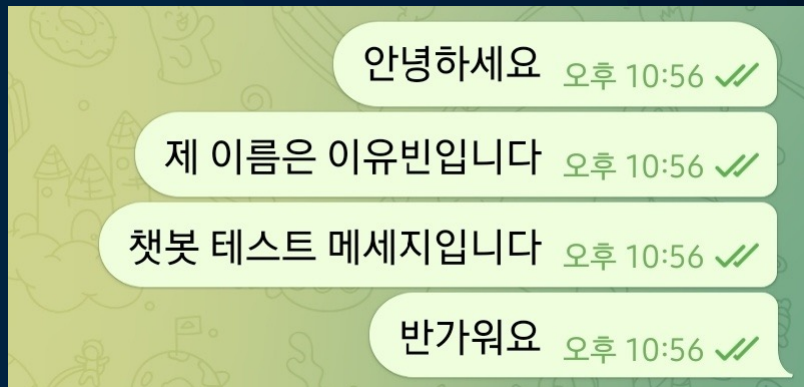 안녕하세요 오후 10:56
제 이름은 이유빈입니다 오후 10:56
챗봇 테스트 메세지입니다 오후 10:56
반가워요 오후 10:56